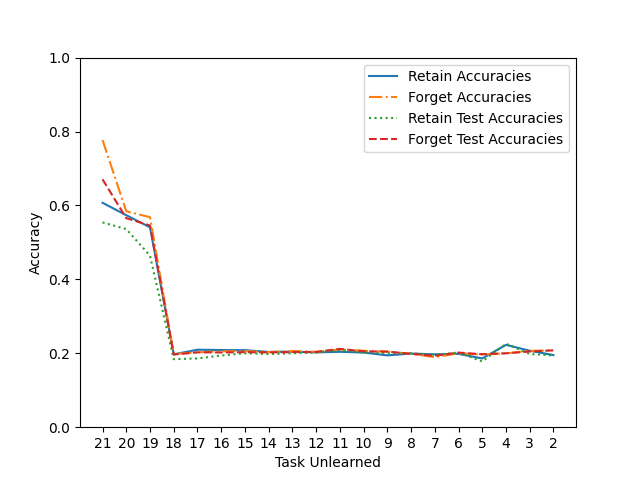 1.0
0.8
0.6
0.4
0.2
0.0
Accuracy
Retain Accuracies
Forget Accuracies
Retain Test Accuracies
Forget Test Accuracies
21 20 19 18 17 16 15 14 13 12 11 10 9 8 7 6 5 4 3 2
Task Unlearned